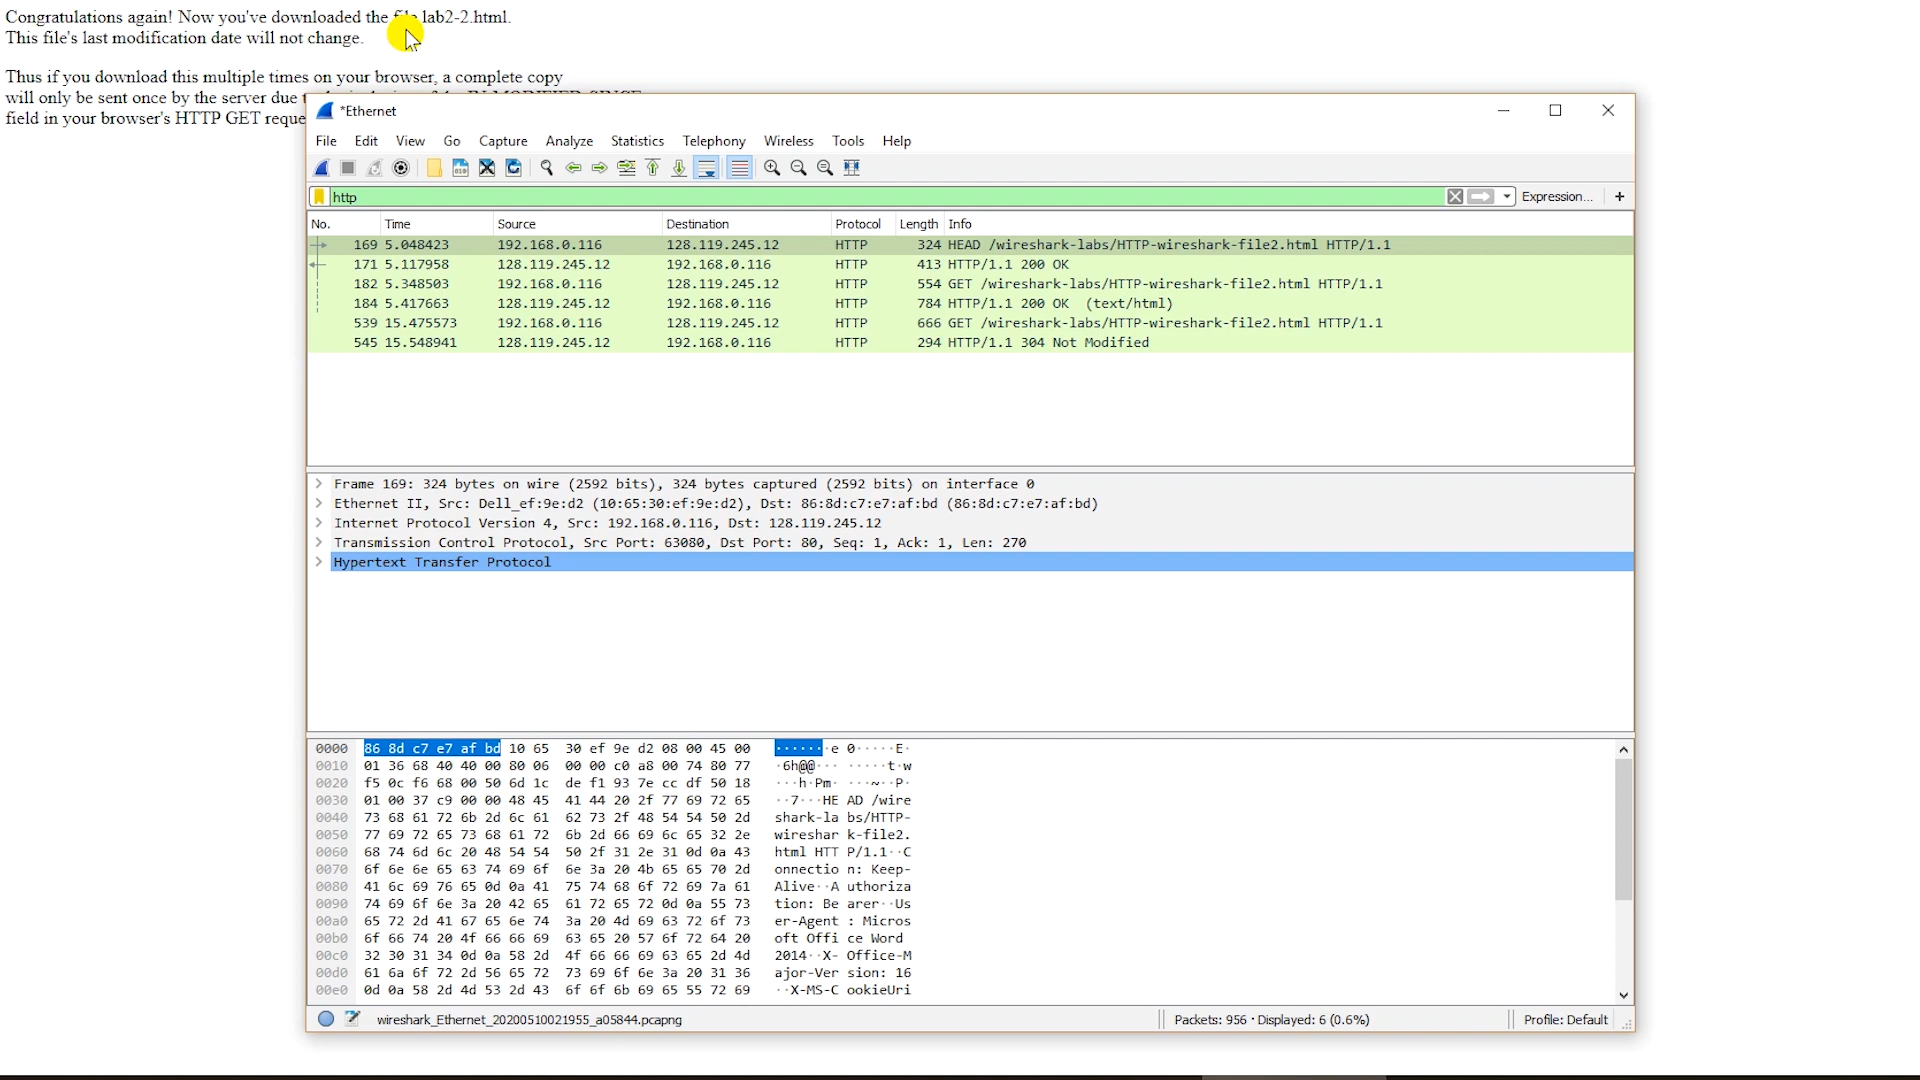 Congratulations again! Now you've downloaded the file lab2-2.html.
This file's last modification date will not change.
Thus if you download this multiple times on your browser, a complete copy
will only be sent once by the server due
field in your browser's HTTP GET reque
*Ethernet
File Edit View Go Capture Analyze Statistics Telephony Wireless Tools Help
http Expression... +
No. Time Source Destination Protocol Length Info
169 5.048423 192.168.0.116 128.119.245.12 HTTP 324 HEAD /wireshark-labs/HTTP-wireshark-file2.html HTTP/1.1
171 5.117958 128.119.245.12 192.168.0.116 HTTP 413 HTTP/1.1 200 OK
182 5.348503 192.168.0.116 128.119.245.12 HTTP 554 GET /wireshark-labs/HTTP-wireshark-file2.html HTTP/1.1
184 5.417663 128.119.245.12 192.168.0.116 HTTP 784 HTTP/1.1 200 OK (text/html)
539 15.475573 192.168.0.116 128.119.245.12 HTTP 666 GET /wireshark-labs/HTTP-wireshark-file2.html HTTP/1.1
545 15.548941 128.119.245.12 192.168.0.116 HTTP 294 HTTP/1.1 304 Not Modified
Frame 169: 324 bytes on wire (2592 bits), 324 bytes captured (2592 bits) on interface 0
Ethernet II, Src: Dell_ef:9e:d2 (10:65:30:ef:9e:d2), Dst: 86:8d:c7:e7:af:bd (86:8d:c7:e7:af:bd)
Internet Protocol Version 4, Src: 192.168.0.116, Dst: 128.119.245.12
Transmission Control Protocol, Src Port: 63080, Dst Port: 80, Seq: 1, Ack: 1, Len: 270
Hypertext Transfer Protocol
0000 86 8d c7 e7 af bd 10 65 30 ef 9e d2 08 00 45 00 ·······e 0·····E·
0010 01 36 68 40 40 00 80 06 00 00 c0 a8 00 74 80 77 ·6h@@··· ·····t·w
0020 f5 0c f6 68 00 50 6d 1c de f1 93 7e cc df 50 18 ···h·Pm· ···~··P·
0030 01 00 37 c9 00 00 48 45 41 44 20 2f 77 69 72 65 ··7···HE AD /wire
0040 73 68 61 72 6b 2d 6c 61 62 73 2f 48 54 54 50 2d shark-la bs/HTTP-
0050 77 69 72 65 73 68 61 72 6b 2d 66 69 6c 65 32 2e wireshar k-file2.
0060 68 74 6d 6c 20 48 54 54 50 2f 31 2e 31 0d 0a 43 html HTT P/1.1··C
0070 6f 6e 6e 65 63 74 69 6f 6e 3a 20 4b 65 65 70 2d onnectio n: Keep-
0080 41 6c 69 76 65 0d 0a 41 75 74 68 6f 72 69 7a 61 Alive··A uthoriza
0090 74 69 6f 6e 3a 20 42 65 61 72 65 72 0d 0a 55 73 tion: Be arer··Us
00a0 65 72 2d 41 67 65 6e 74 3a 20 4d 69 63 72 6f 73 er-Agent : Micros
00b0 6f 66 74 20 4f 66 66 69 63 65 20 57 6f 72 64 20 oft Offi ce Word
00c0 32 30 31 34 0d 0a 58 2d 4f 66 66 69 63 65 2d 4d 2014··X- Office-M
00d0 61 6a 6f 72 2d 56 65 72 73 69 6f 6e 3a 20 31 36 ajor-Ver sion: 16
00e0 0d 0a 58 2d 4d 53 2d 43 6f 6f 6b 69 65 55 72 69 ··X-MS-C ookieUri
wireshark_Ethernet_20200510021955_a05844.pcapng Packets: 956 · Displayed: 6 (0.6%) Profile: Default